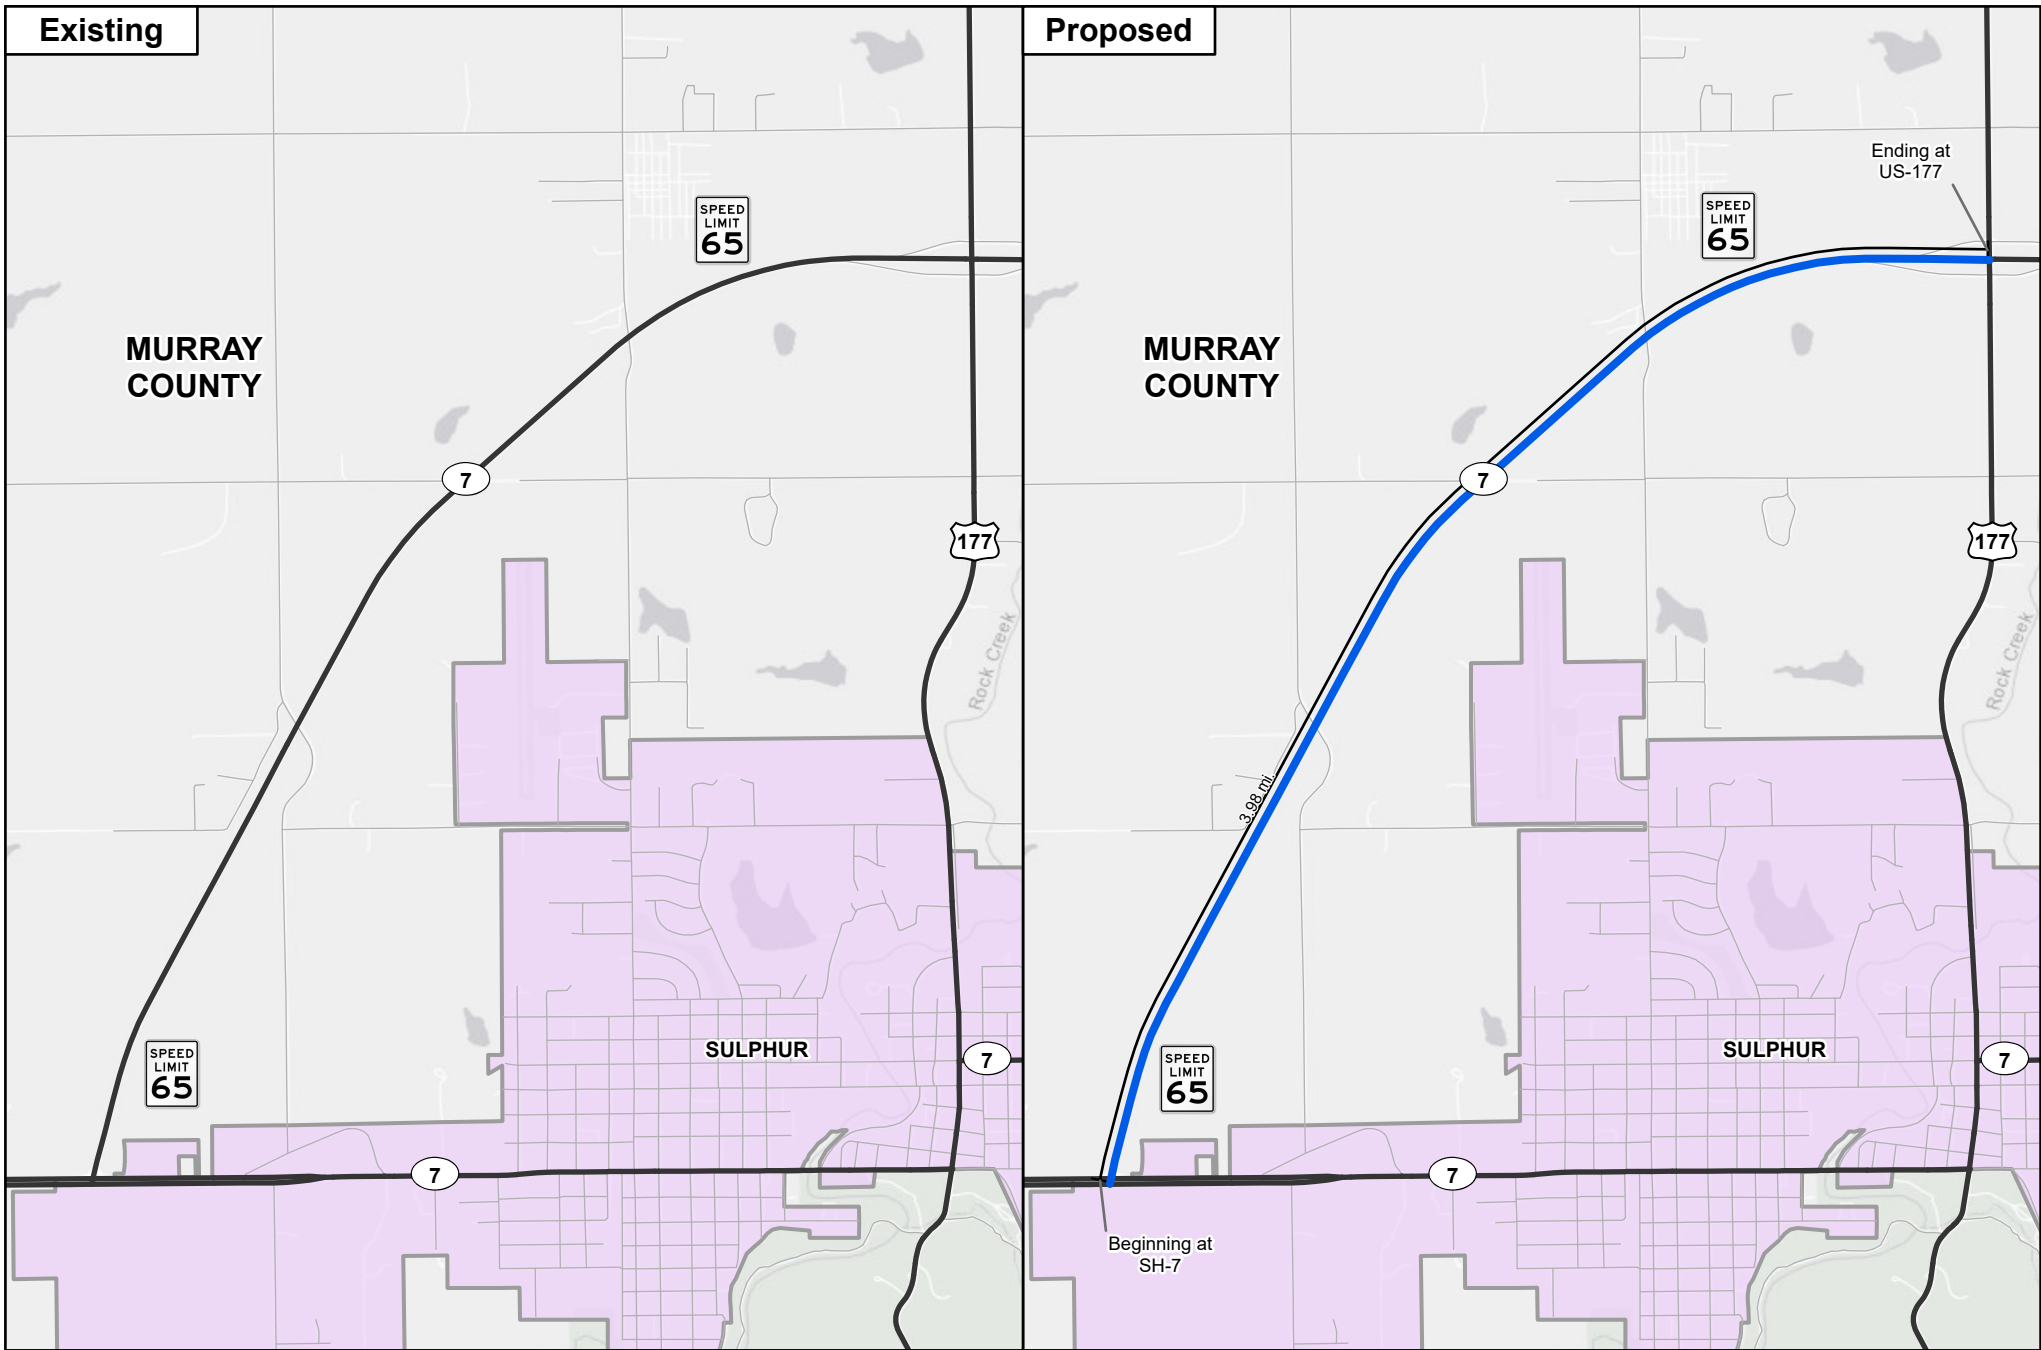 Existing
SPEED
LIMIT
65
MURRAY
COUNTY
7
177
Rock Creek
SULPHUR
SPEED
LIMIT
65
7
7
Proposed
Ending at
US-177
SPEED
LIMIT
65
MURRAY
COUNTY
7
177
Rock Creek
3.98 mi.
SULPHUR
SPEED
LIMIT
65
7
7
Beginning at
SH-7